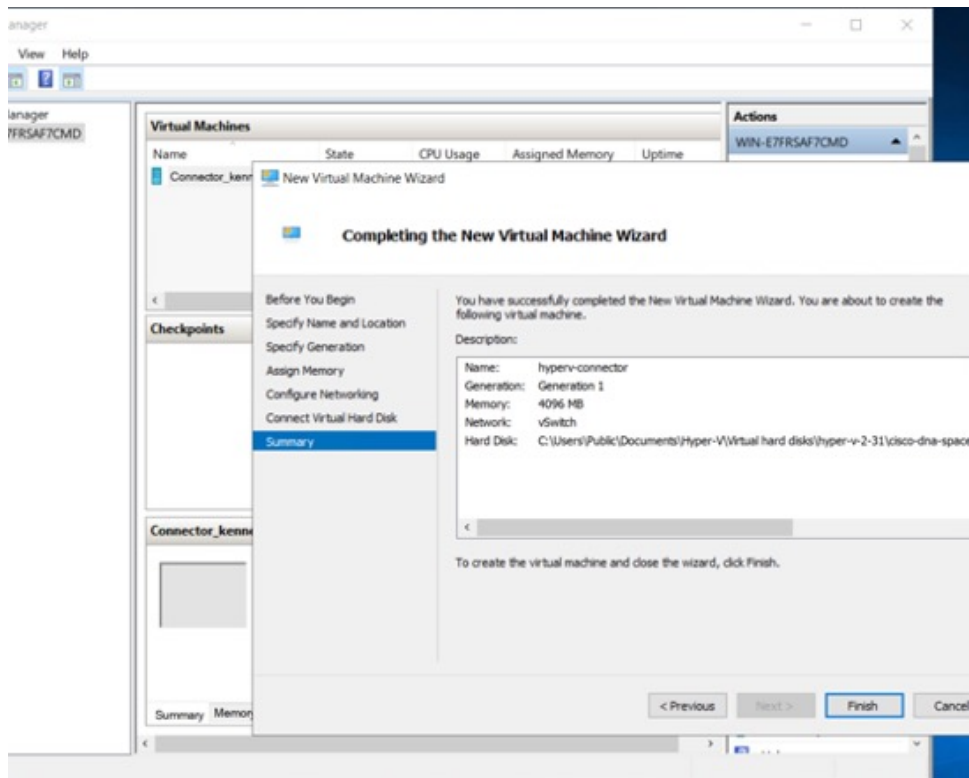 anager
View Help
lanager
7FRSAF7CMD
Virtual Machines
Name State CPU Usage Assigned Memory Uptime
Connector_kenn
Actions
WIN-E7FRSAF7CMD
New Virtual Machine Wizard
Completing the New Virtual Machine Wizard
Before You Begin
Specify Name and Location
Specify Generation
Assign Memory
Configure Networking
Connect Virtual Hard Disk
Summary
You have successfully completed the New Virtual Machine Wizard. You are about to create the
following virtual machine.
Description:
Name: hyperv-connector
Generation: Generation 1
Memory: 4096 MB
Network: vSwitch
Hard Disk: C:\Users\Public\Documents\Hyper-V\Virtual hard disks\hyper-v-2-31\cisco-dna-space
To create the virtual machine and close the wizard, click Finish.
< Previous Next > Finish Cancel
Checkpoints
Connector_kenne
Summary Memory